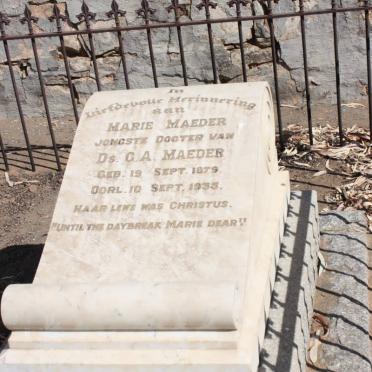 In
Liefdevolle Herinnering
aan
MARIE MAEDER
JONGSTE DOGTER VAN
DS. G.A. MAEDER
GEB. 19 SEPT. 1879
OORL. 10 SEPT. 1955.
HAAR LEWE WAS CHRISTUS.
"UNTIL THE DAYBREAK MARIE DEAR"